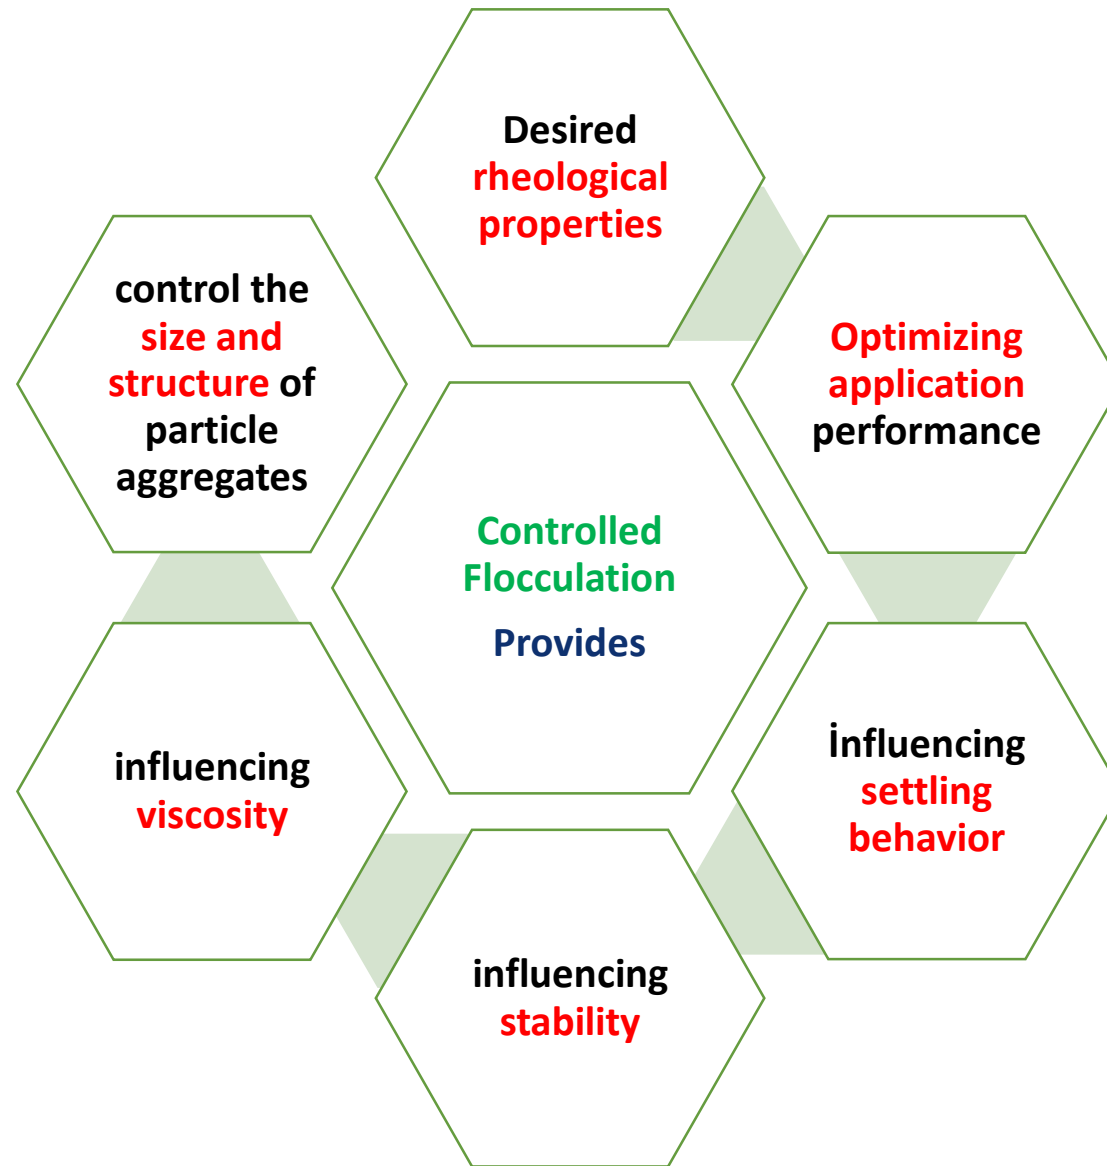 Desired
rheological
properties
control the
size and
structure of
particle
aggregates
Optimizing
application
performance
Controlled
Flocculation
Provides
influencing
viscosity
İnfluencing
settling
behavior
influencing
stability